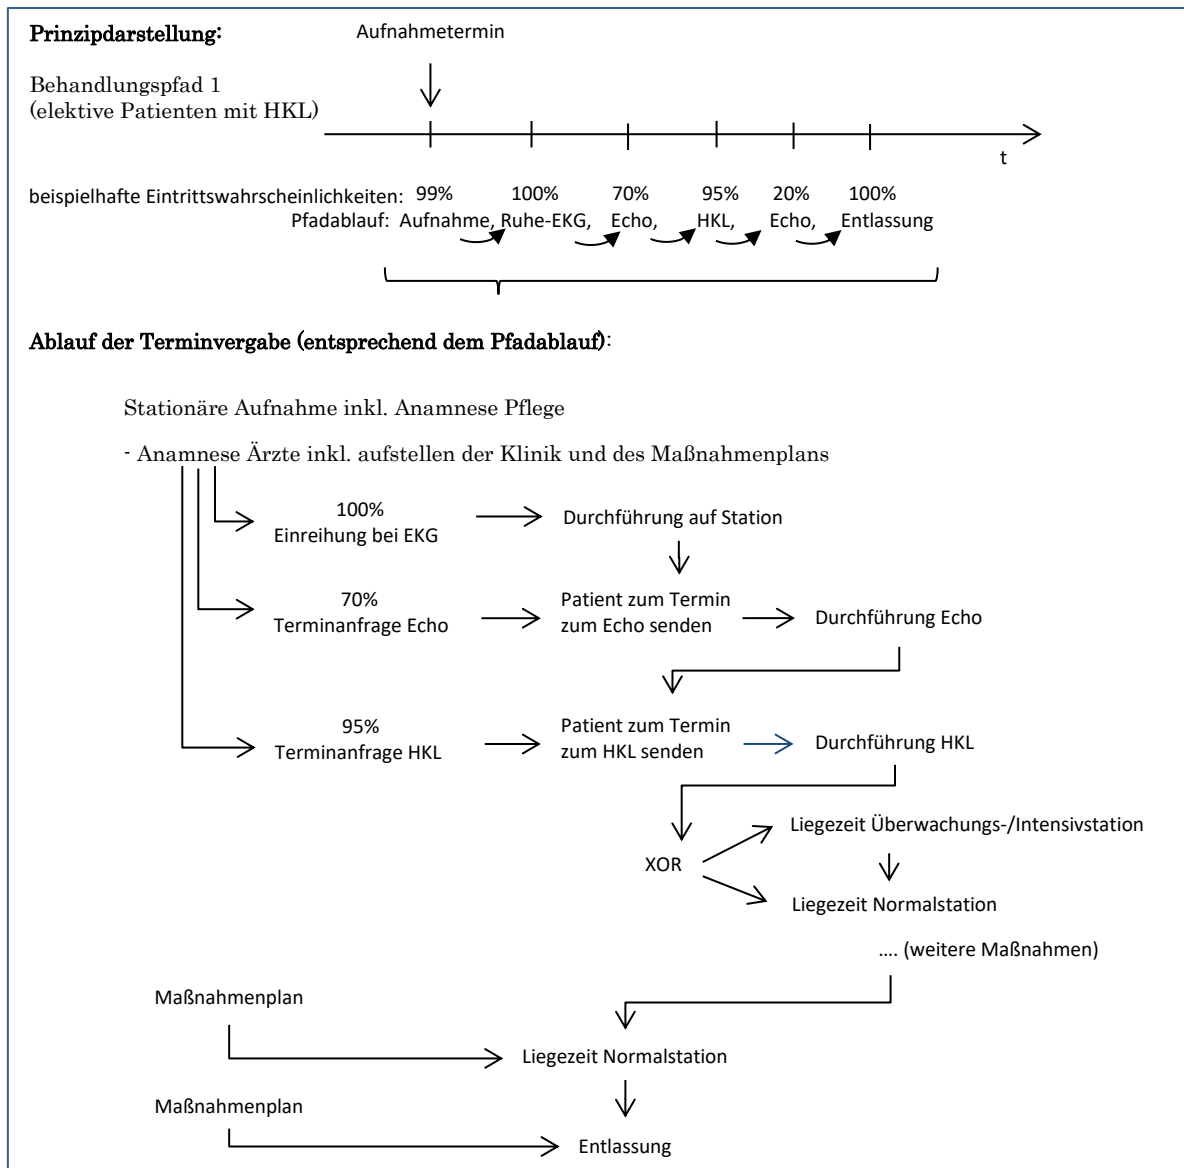 Prinzipdarstellung:
Aufnahmetermin
Behandlungspfad 1
(elektive Patienten mit HKL)
t
beispielhafte Eintrittswahrscheinlichkeiten: 99% 100% 70% 95% 20% 100%
Pfadablauf: Aufnahme, Ruhe-EKG, Echo, HKL, Echo, Entlassung
Ablauf der Terminvergabe (entsprechend dem Pfadablauf):
Stationäre Aufnahme inkl. Anamnese Pflege
- Anamnese Ärzte inkl. aufstellen der Klinik und des Maßnahmenplans
100%
Einreihung bei EKG
Durchführung auf Station
70%
Terminanfrage Echo
Patient zum Termin
zum Echo senden
Durchführung Echo
95%
Terminanfrage HKL
Patient zum Termin
zum HKL senden
Durchführung HKL
XOR
Liegezeit Überwachungs-/Intensivstation
Liegezeit Normalstation
.... (weitere Maßnahmen)
Maßnahmenplan
Liegezeit Normalstation
Maßnahmenplan
Entlassung